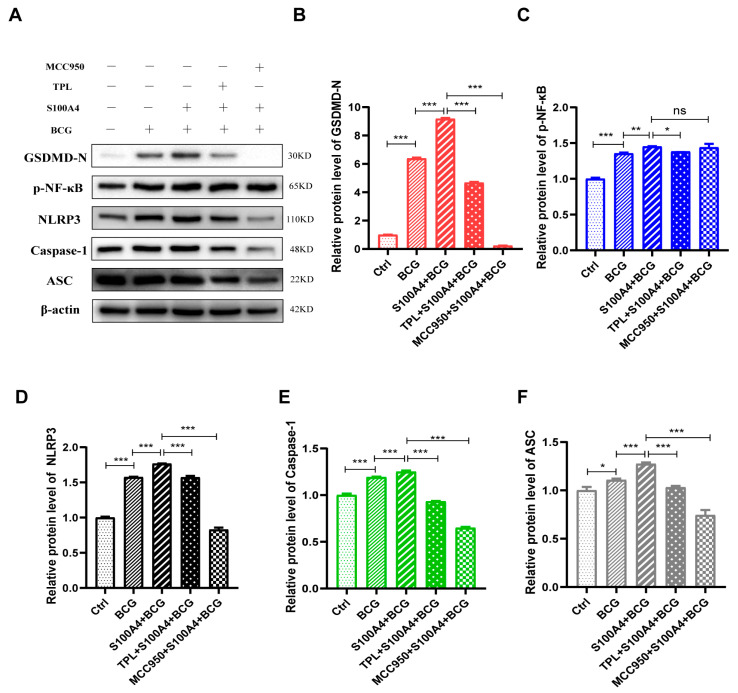 A
MCC950 − − − − +
TPL − − − + −
S100A4 − − + + +
BCG − + + + +
GSDMD-N 30KD
p-NF-κB 65KD
NLRP3 110KD
Caspase-1 48KD
ASC 22KD
β-actin 42KD
B
Relative protein level of GSDMD-N
10
8
6
4
2
0
***
***
***
***
Ctrl
BCG
S100A4+BCG
TPL+S100A4+BCG
MCC950+S100A4+BCG
C
Relative protein level of p-NF-κB
2.0
1.5
1.0
0.5
0.0
***
**
*
ns
Ctrl
BCG
S100A4+BCG
TPL+S100A4+BCG
MCC950+S100A4+BCG
D
Relative protein level of NLRP3
2.0
1.5
1.0
0.5
0.0
***
***
***
***
Ctrl
BCG
S100A4+BCG
TPL+S100A4+BCG
MCC950+S100A4+BCG
E
Relative protein level of Caspase-1
1.5
1.0
0.5
0.0
***
***
***
***
Ctrl
BCG
S100A4+BCG
TPL+S100A4+BCG
MCC950+S100A4+BCG
F
Relative protein level of ASC
1.5
1.0
0.5
0.0
*
***
***
***
Ctrl
BCG
S100A4+BCG
TPL+S100A4+BCG
MCC950+S100A4+BCG